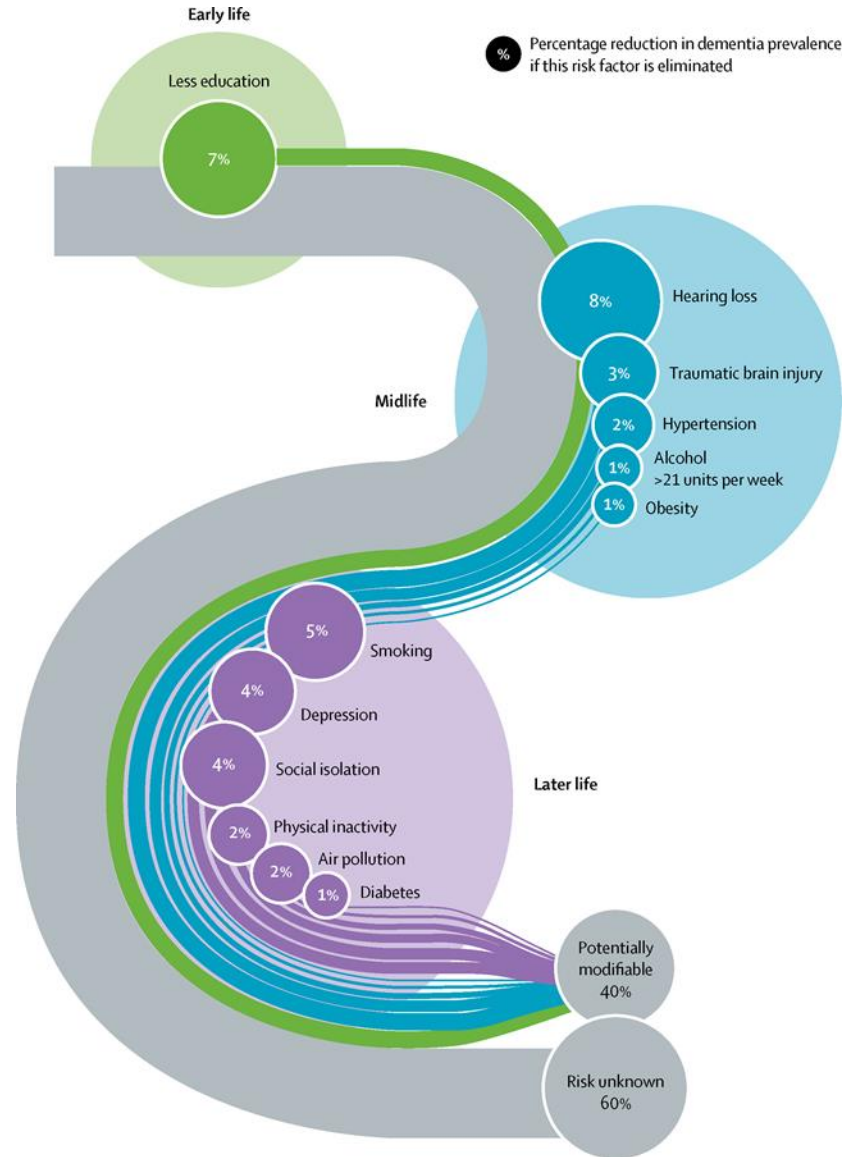 Early life
Percentage reduction in dementia prevalence
if this risk factor is eliminated
%
Less education
7%
8%
Hearing loss
3%
Traumatic brain injury
Midlife
2%
Hypertension
1%
Alcohol
>21 units per week
1%
Obesity
5%
Smoking
4%
Depression
4%
Social isolation
Later life
2%
Physical inactivity
2%
Air pollution
1%
Diabetes
Potentially
modifiable
40%
Risk unknown
60%